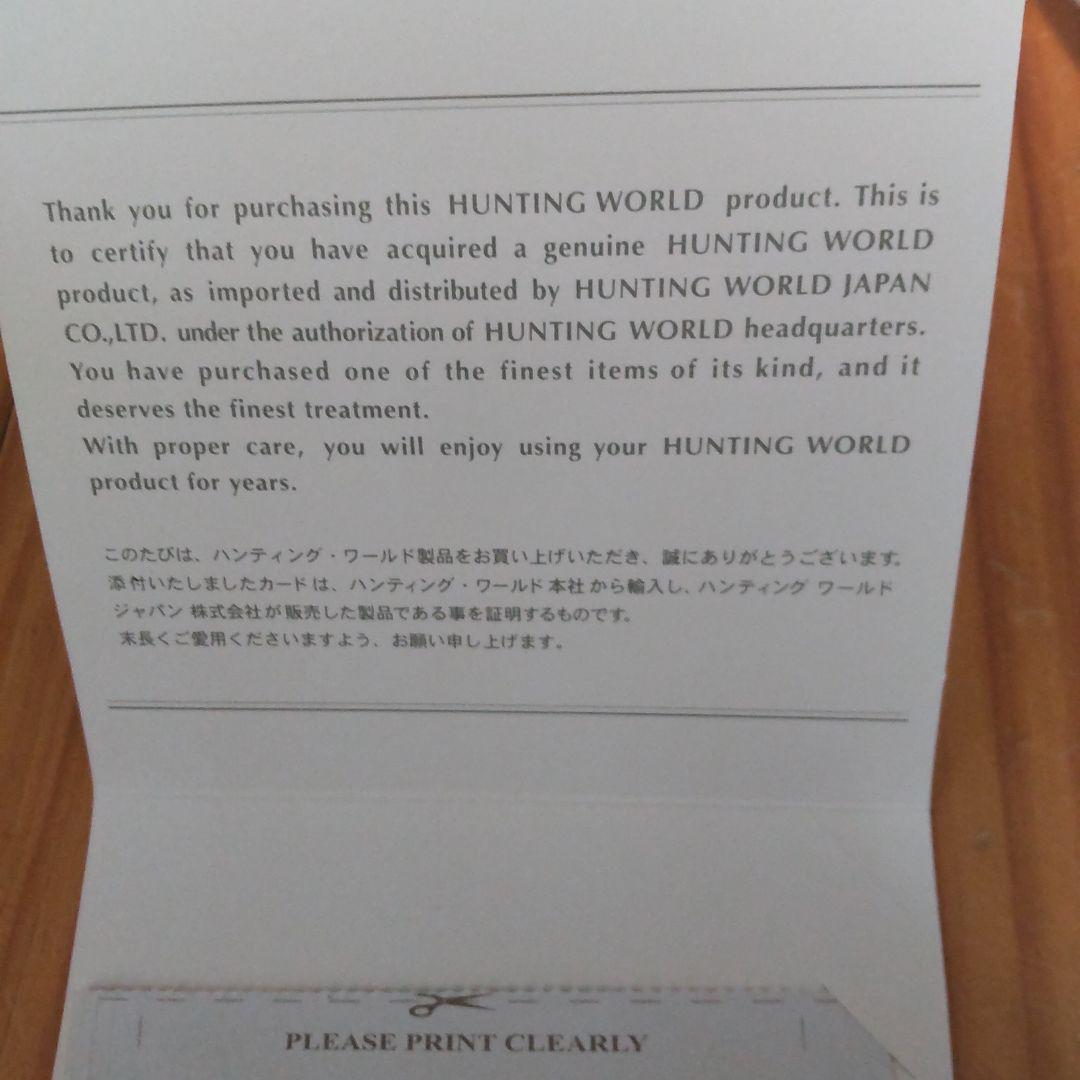 Thank you for purchasing this HUNTING WORLD product. This is
to certify that you have acquired a genuine HUNTING WORLD
product, as imported and distributed by HUNTING WORLD JAPAN
CO.,LTD. under the authorization of HUNTING WORLD headquarters.
You have purchased one of the finest items of its kind, and it
deserves the finest treatment.
With proper care, you will enjoy using your HUNTING WORLD
product for years.
このたびは、ハンティング・ワールド製品をお買い上げいただき、誠にありがとうございます。
添付いたしましたカードは、ハンティング・ワールド本社から輸入し、ハンティング ワールド
ジャパン 株式会社が販売した製品である事を証明するものです。
末長くご愛用くださいますよう、お願い申し上げます。
PLEASE PRINT CLEARLY